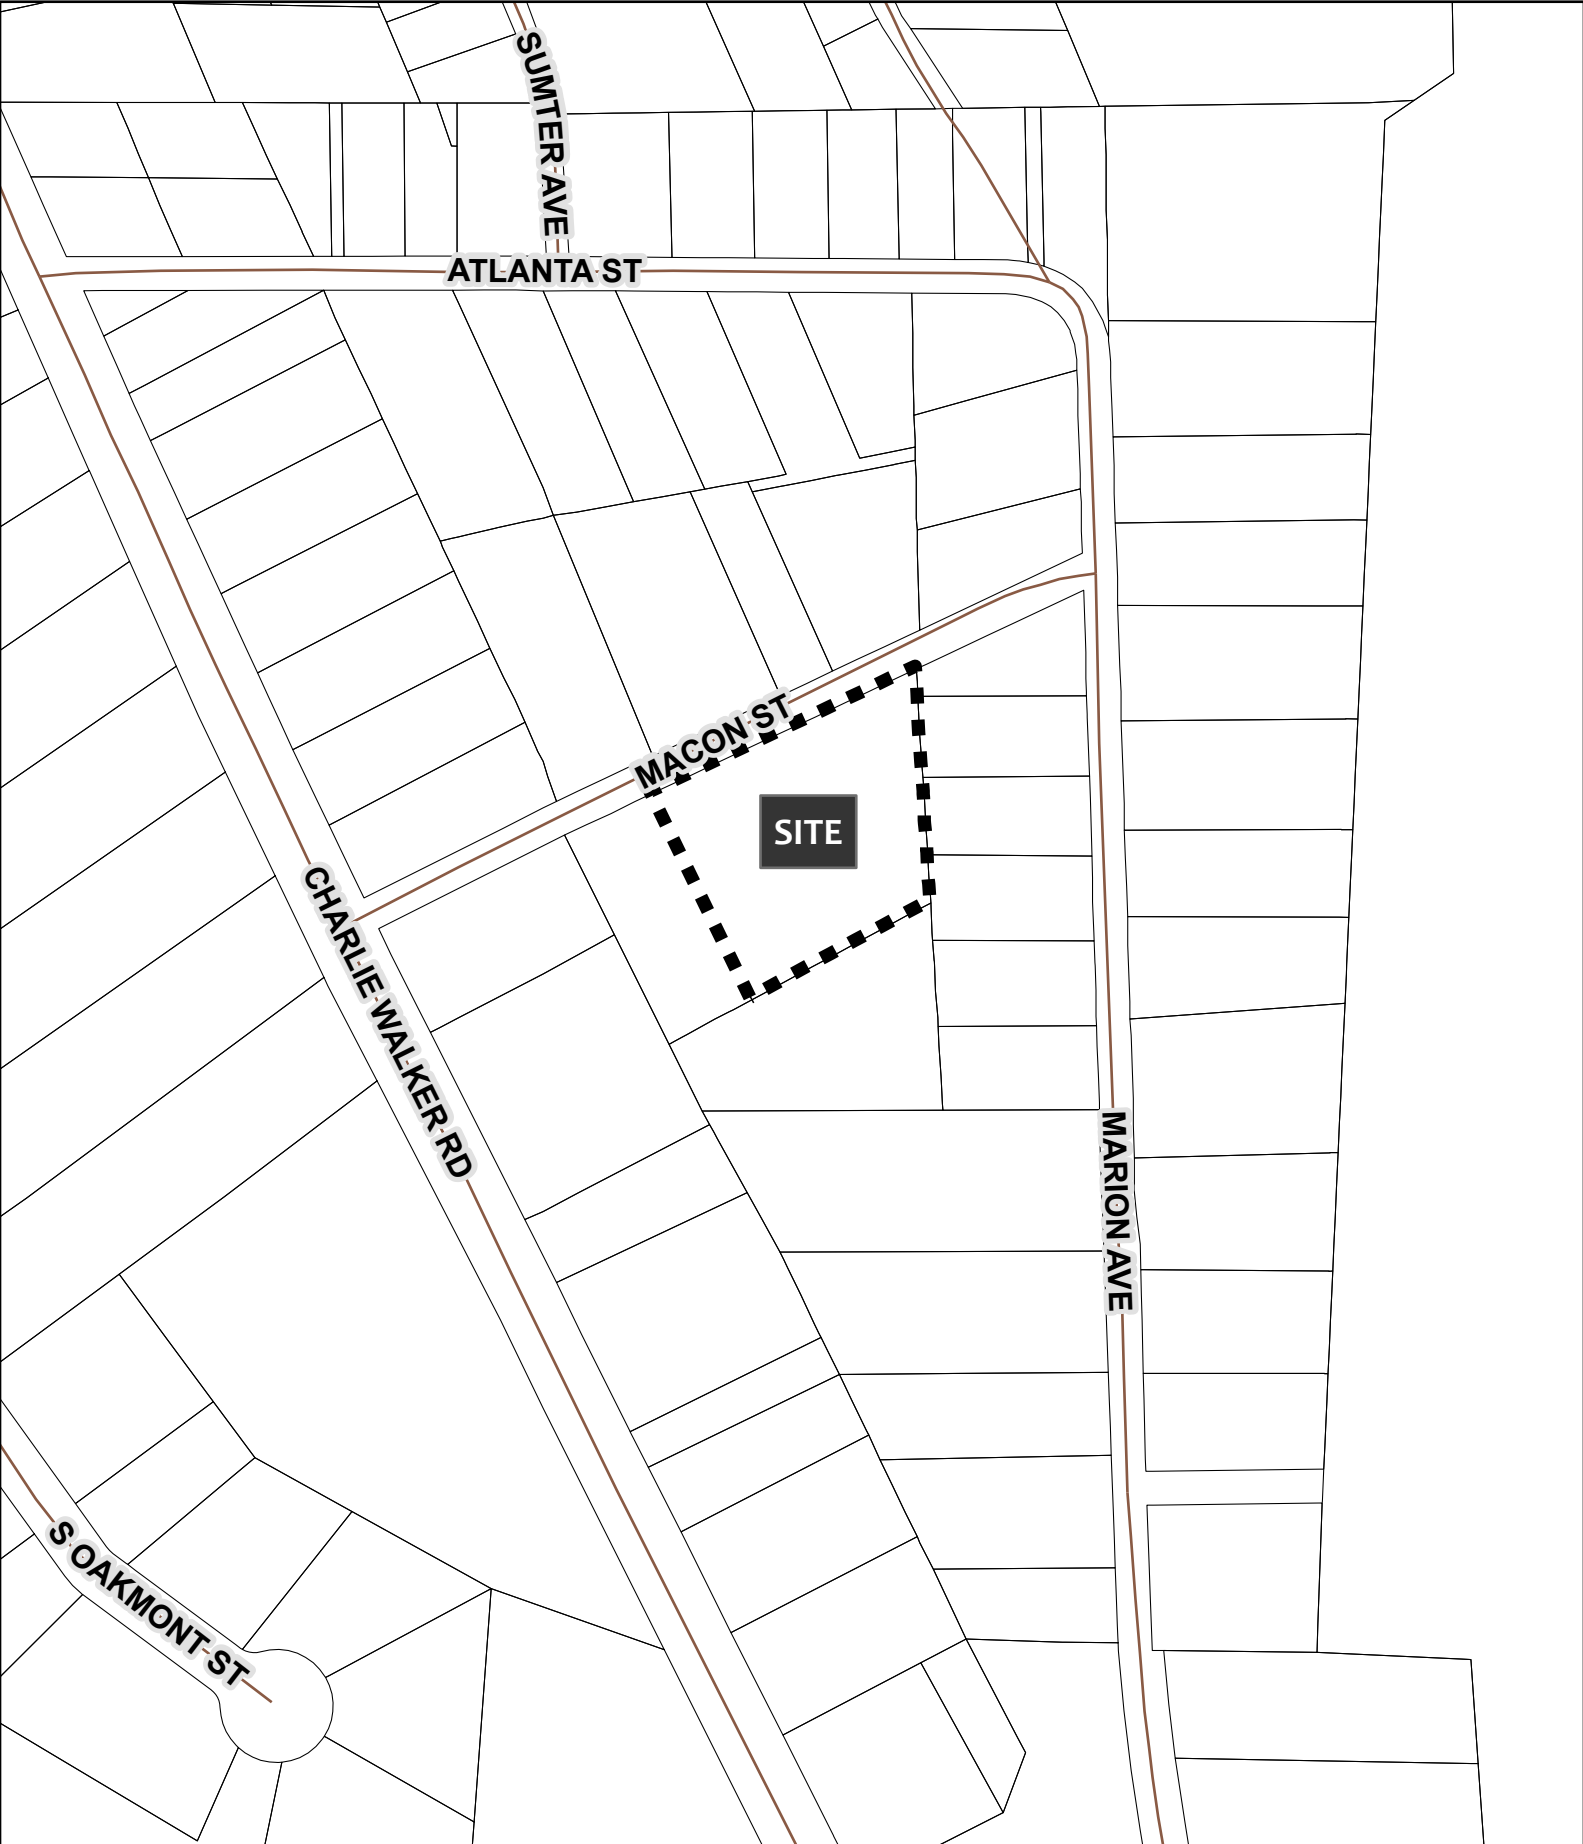 SUMTER AVE
ATLANTA ST
MACON ST
SITE
CHARLIE WALKER RD
MARION AVE
S OAKMONT ST